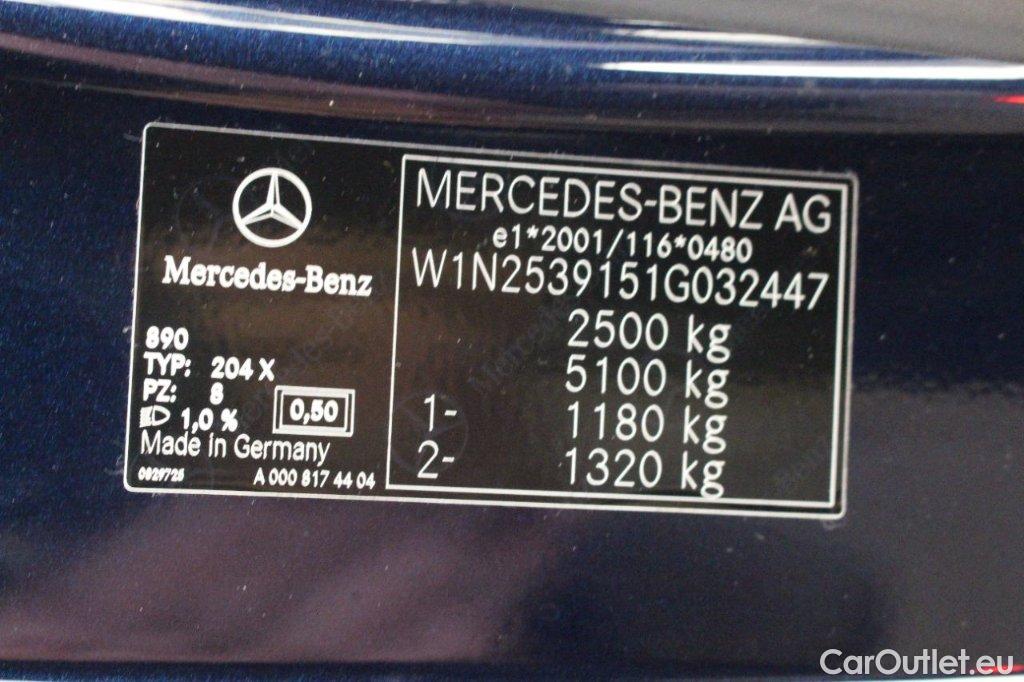 Mercedes-Benz
890
TYP: 204 X
PZ: 8
1,0 %
0,50
Made in Germany
0829725
A 000 817 44 04
MERCEDES-BENZ AG
e1*2001/116*0480
W1N2539151G032447
2500 kg
5100 kg
1- 1180 kg
2- 1320 kg
CarOutlet.eu